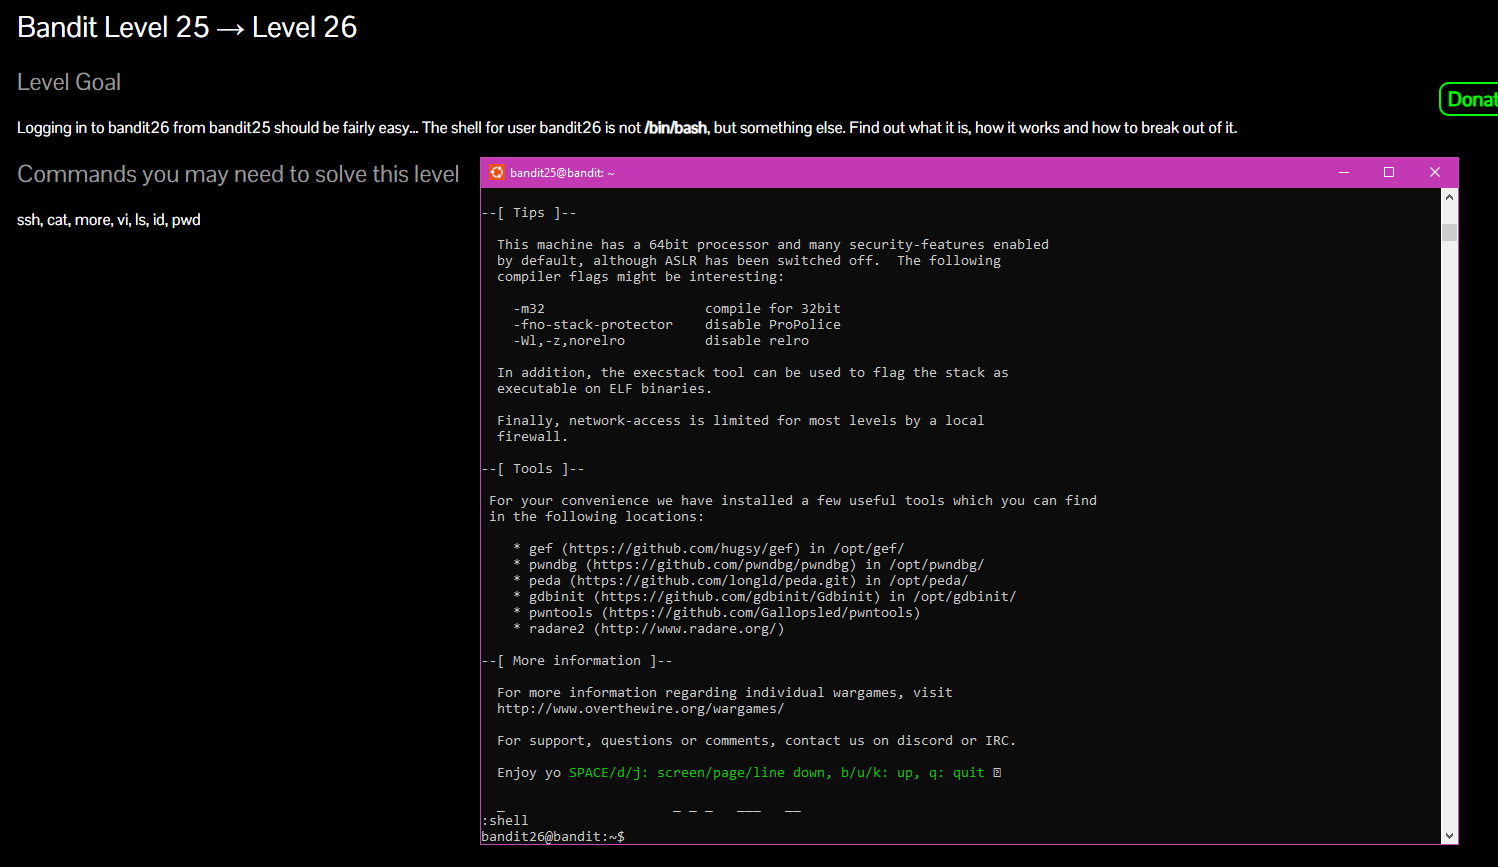 Bandit Level 25 → Level 26
Level Goal
Donat
Logging in to bandit26 from bandit25 should be fairly easy... The shell for user bandit26 is not /bin/bash, but something else. Find out what it is, how it works and how to break out of it.
Commands you may need to solve this level
ssh, cat, more, vi, ls, id, pwd
bandit25@bandit: ~
--[ Tips ]--
This machine has a 64bit processor and many security-features enabled
by default, although ASLR has been switched off.  The following
compiler flags might be interesting:
-m32                    compile for 32bit
-fno-stack-protector    disable ProPolice
-Wl,-z,norelro          disable relro
In addition, the execstack tool can be used to flag the stack as
executable on ELF binaries.
Finally, network-access is limited for most levels by a local
firewall.
--[ Tools ]--
For your convenience we have installed a few useful tools which you can find
in the following locations:
* gef (https://github.com/hugsy/gef) in /opt/gef/
* pwndbg (https://github.com/pwndbg/pwndbg) in /opt/pwndbg/
* peda (https://github.com/longld/peda.git) in /opt/peda/
* gdbinit (https://github.com/gdbinit/Gdbinit) in /opt/gdbinit/
* pwntools (https://github.com/Gallopsled/pwntools)
* radare2 (http://www.radare.org/)
--[ More information ]--
For more information regarding individual wargames, visit
http://www.overthewire.org/wargames/
For support, questions or comments, contact us on discord or IRC.
Enjoy yo SPACE/d/j: screen/page/line down, b/u/k: up, q: quit
_                     _ _ _   ___   __
:shell
bandit26@bandit:~$